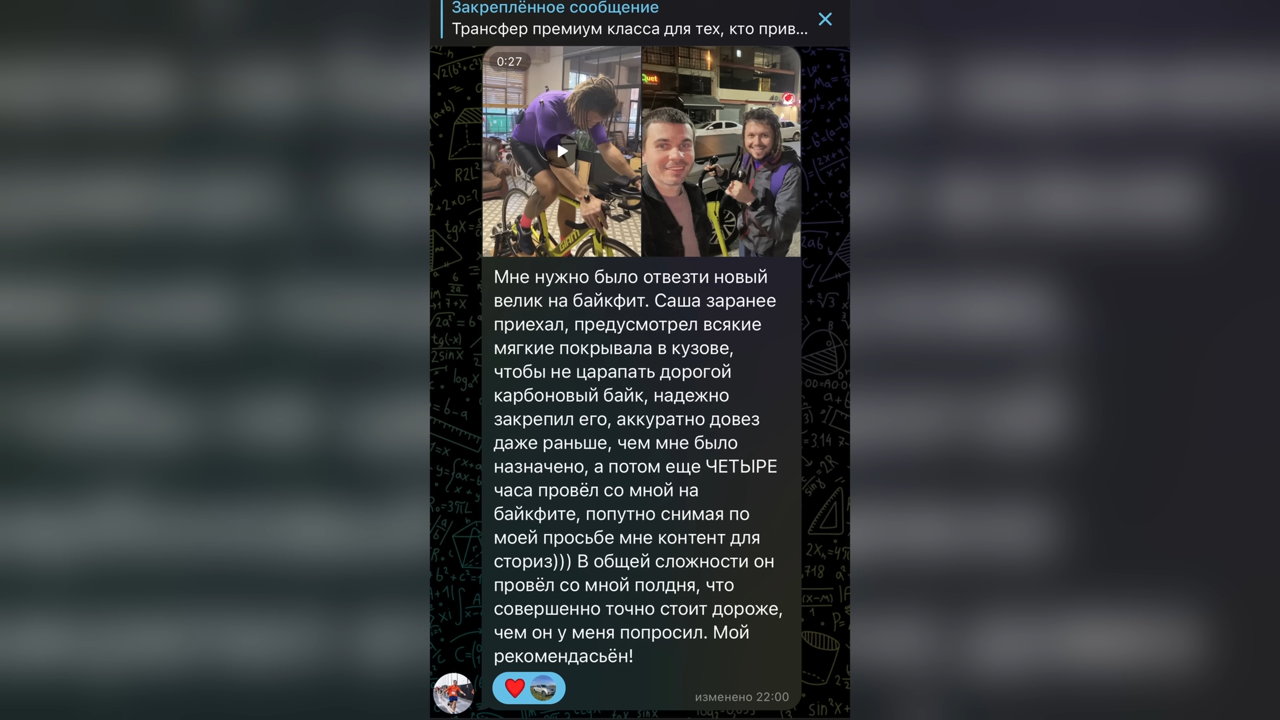 Закреплённое сообщение
Трансфер премиум класса для тех, кто прив...
0:27
uet
Мне нужно было отвезти новый
велик на байкфит. Саша заранее
приехал, предусмотрел всякие
мягкие покрывала в кузове,
чтобы не царапать дорогой
карбоновый байк, надежно
закрепил его, аккуратно довез
даже раньше, чем мне было
назначено, а потом еще ЧЕТЫРЕ
часа провёл со мной на
байкфите, попутно снимая по
моей просьбе мне контент для
сториз))) В общей сложности он
провёл со мной полдня, что
совершенно точно стоит дороже,
чем он у меня попросил. Мой
рекомендасьён!
изменено 22:00